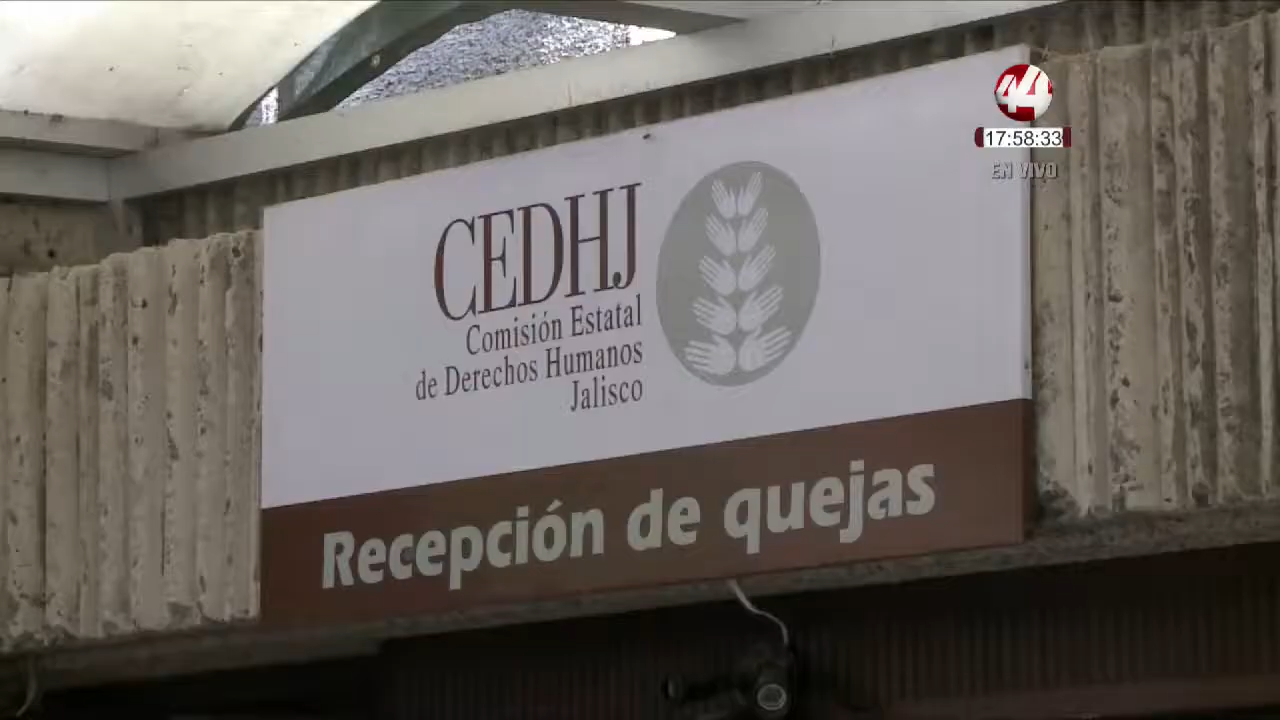 44
17:58:33
EN VIVO
CEDHJ
Comisión Estatal
de Derechos Humanos
Jalisco
Recepción de quejas